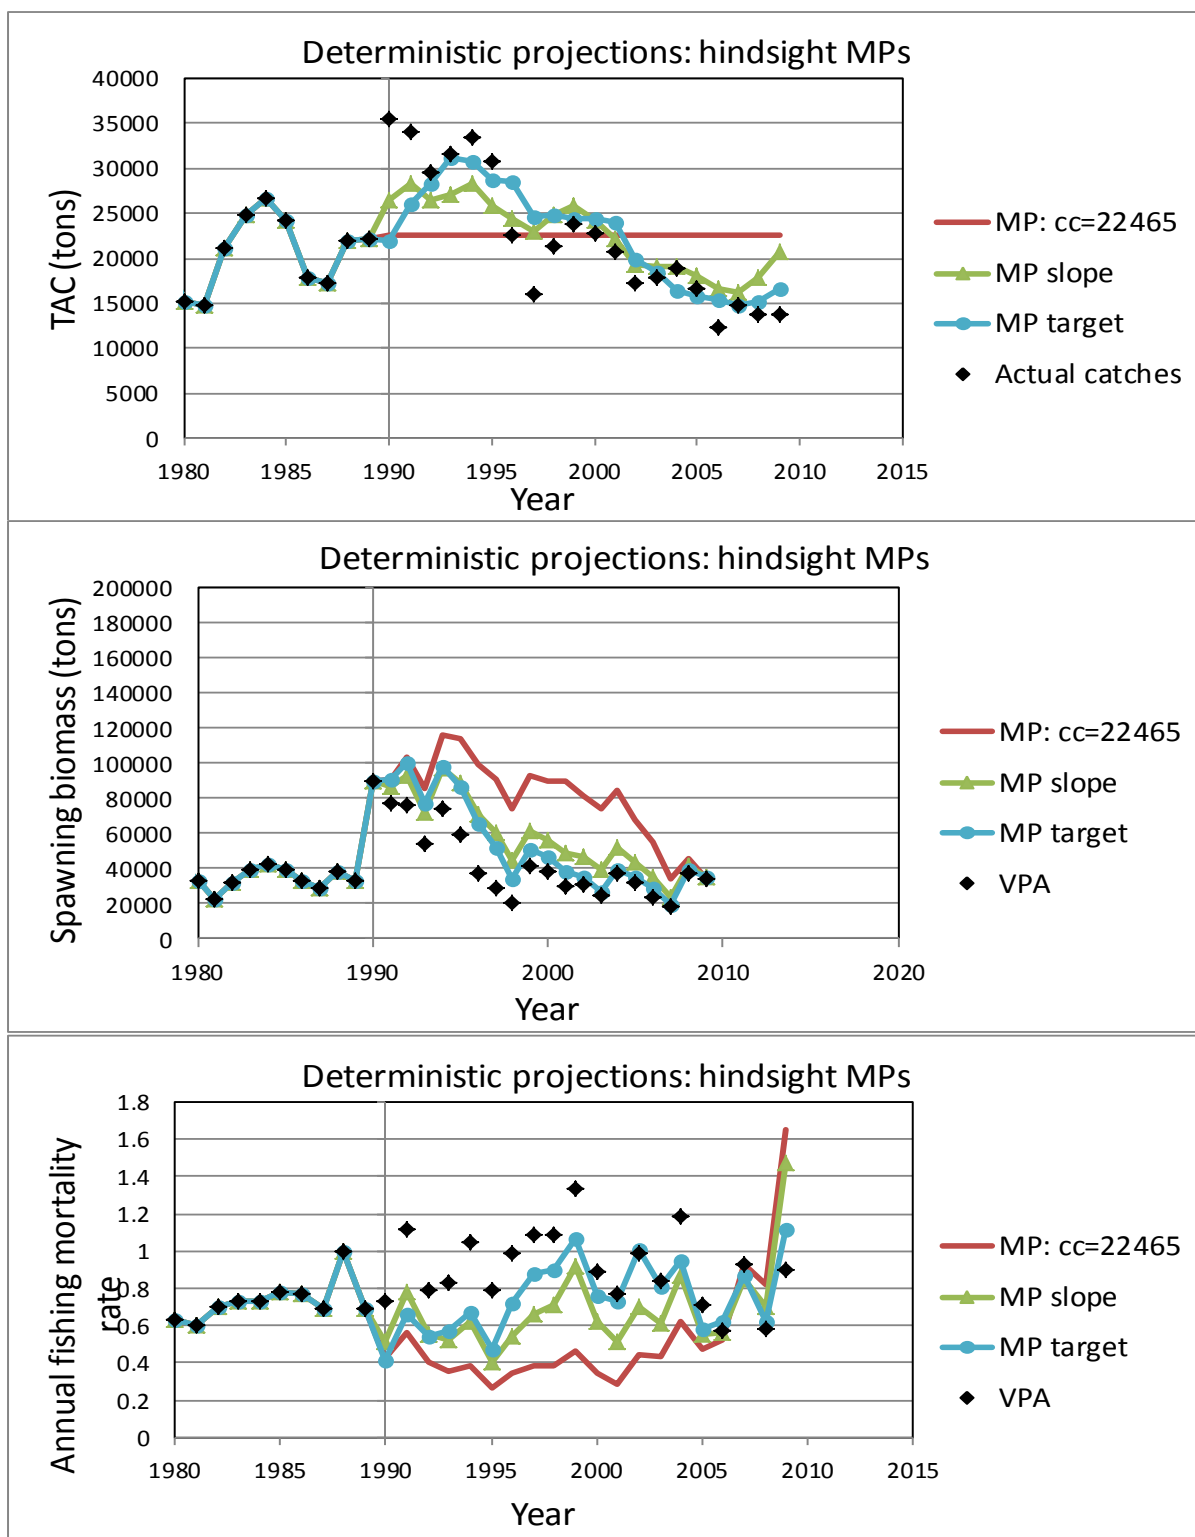 Deterministic projections: hindsight MPs
40000
35000
30000
25000
20000
15000
10000
5000
0
TAC (tons)
1980 1985 1990 1995 2000 2005 2010 2015
Year
MP: cc=22465
MP slope
MP target
Actual catches
Deterministic projections: hindsight MPs
200000
180000
160000
140000
120000
100000
80000
60000
40000
20000
0
Spawning biomass (tons)
1980 1990 2000 2010 2020
Year
MP: cc=22465
MP slope
MP target
VPA
Deterministic projections: hindsight MPs
1.8
1.6
1.4
1.2
1
0.8
0.6
0.4
0.2
0
Annual fishing mortality
rate
1980 1985 1990 1995 2000 2005 2010 2015
Year
MP: cc=22465
MP slope
MP target
VPA